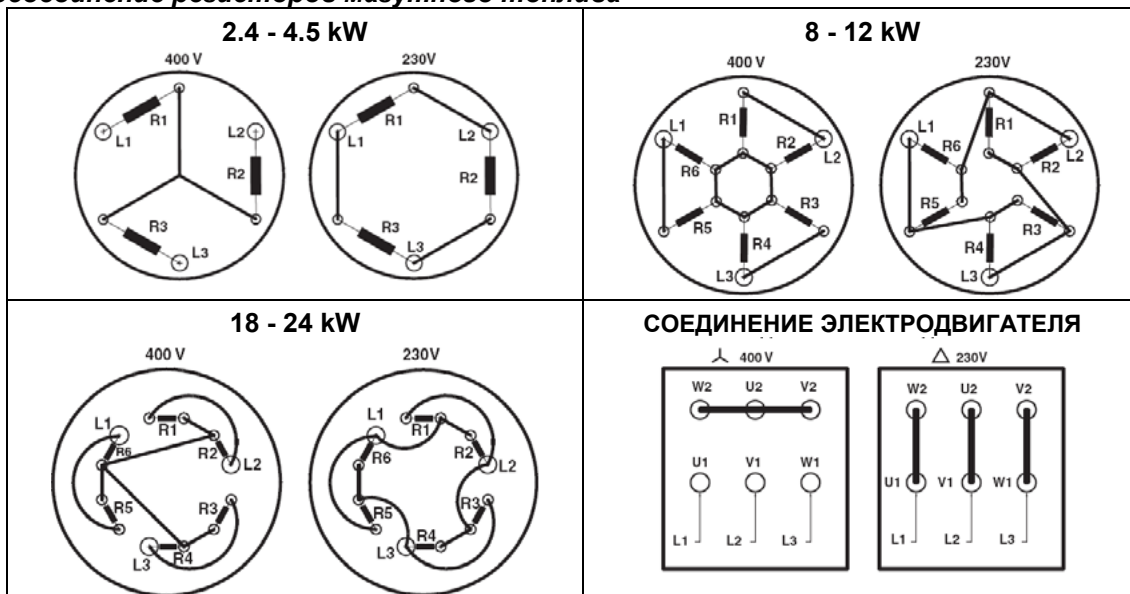 резисторов мазутного топлива
2.4 - 4.5 kW
400 V
230V
L1
R1
L2
R2
R3
L3
L1
R1
L2
R2
R3
L3
8 - 12 kW
400V
230V
L1
R1
R2
L2
R6
R5
R3
R4
L3
L1
R1
R6
R2
L2
R5
R3
R4
L3
18 - 24 kW
400 V
230V
L1
R1
R6
R2
L2
R5
R3
L3
R4
L1
R1
R6
R2
L2
R5
R3
R4
L3
СОЕДИНЕНИЕ ЭЛЕКТРОДВИГАТЕЛЯ
400 V
W2 U2 V2
U1 V1 W1
L1 L2 L3
230V
W2 U2 V2
U1 V1 W1
L1 L2 L3